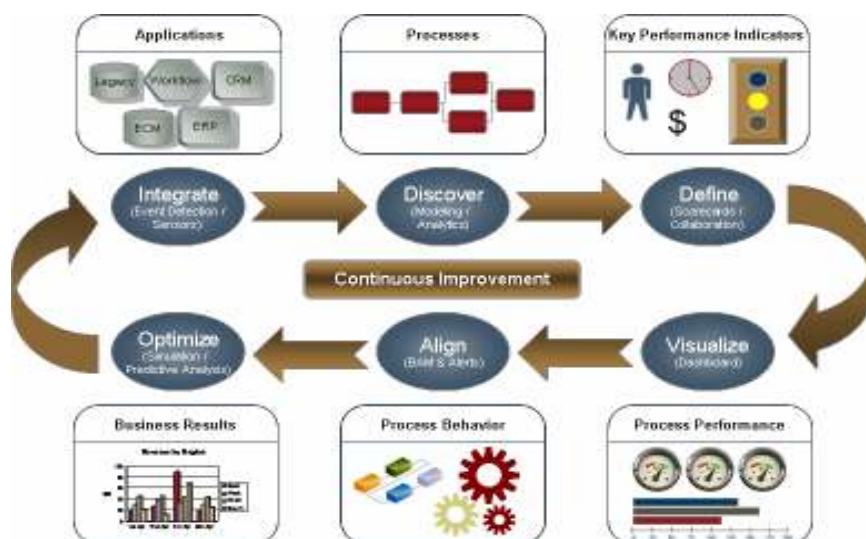 Applications
Processes
Key Performance Indicators
Legacy
Workflow
CRM
ECM
ERP
$
Integrate
(Event Detection /
Sensors)
Discover
(Modeling /
Analytics)
Define
(Scorecards /
Collaboration)
Continuous Improvement
Optimize
(Simulation /
Predictive Analysis)
Align
(BAM & Alerts)
Visualize
(Dashboard)
Business Results
Process Behavior
Process Performance